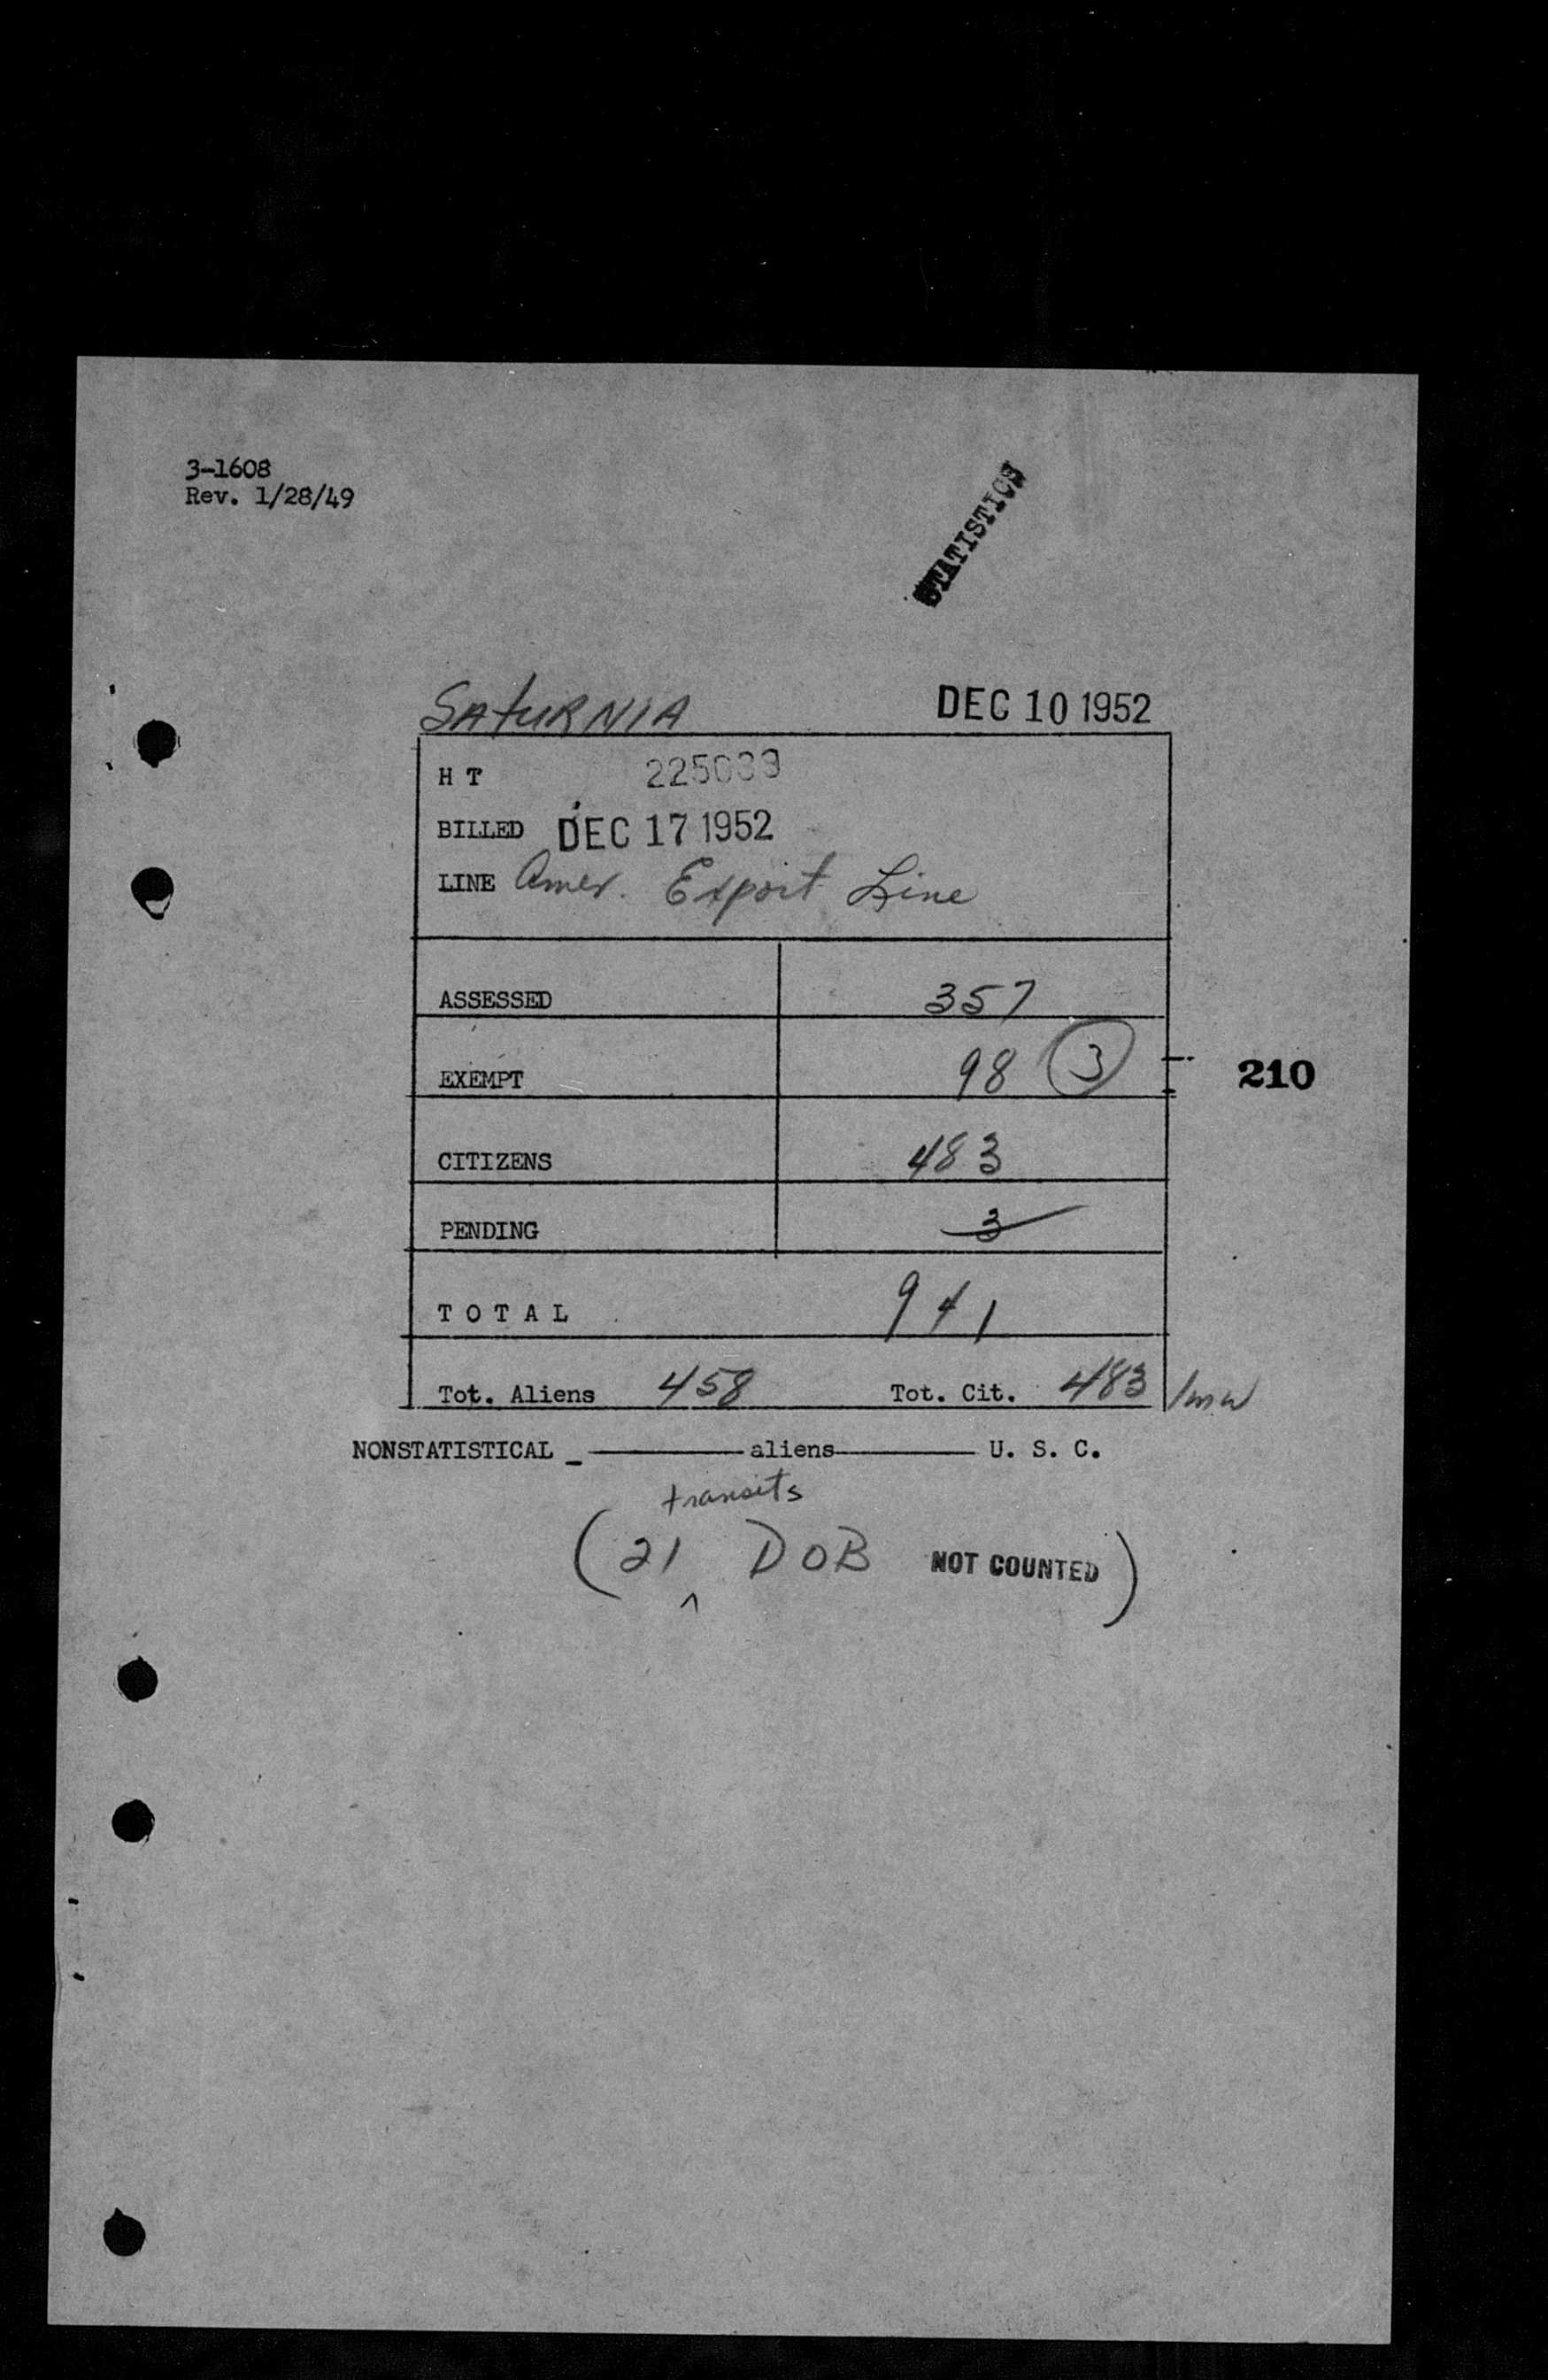 3-1608
Rev. 1/28/49
STATISTICS
SATURNIA DEC 10 1952
H T 225039
BILLED DEC 17 1952
LINE Amer. Export Line
ASSESSED 357
EXEMPT 98 3
210
CITIZENS 483
PENDING 3
T O T A L 941
Tot. Aliens 458 Tot. Cit. 483
NONSTATISTICAL _ aliens U. S. C.
transits
(21 ^ DOB NOT COUNTED)